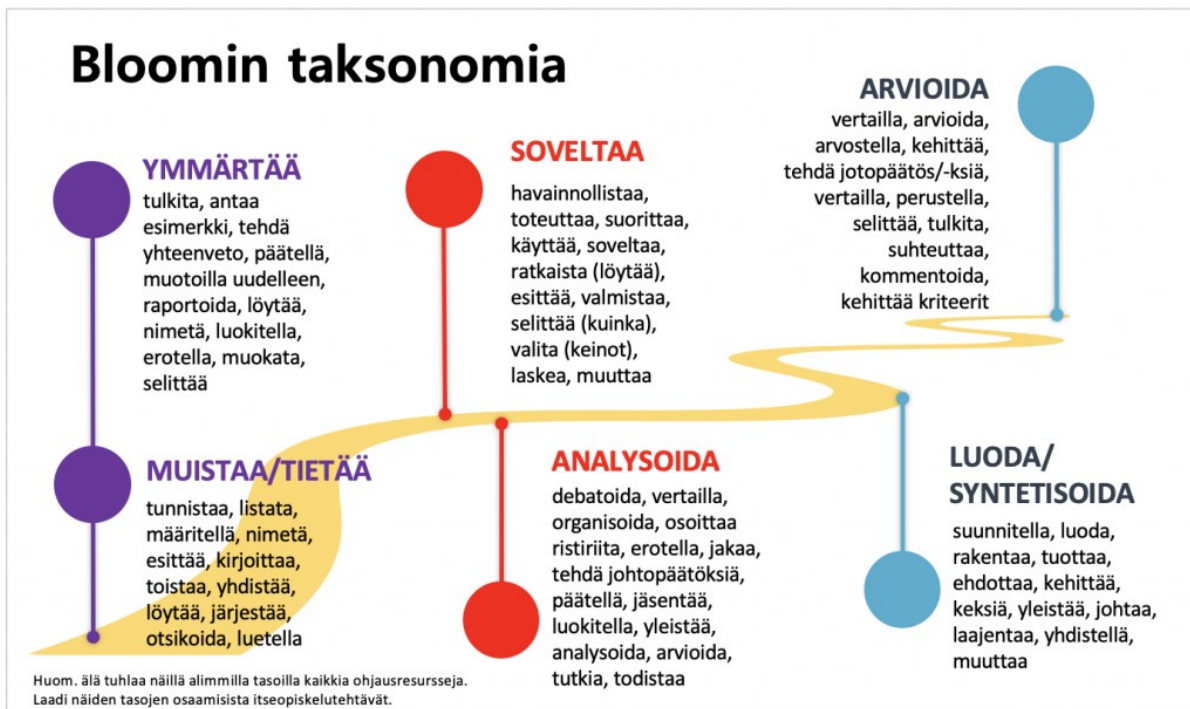 Bloomin taksonomia
YMMÄRTÄÄ
tulkita, antaa
esimerkki, tehdä
yhteenveto, päätellä,
muotoilla uudelleen,
raportoida, löytää,
nimetä, luokitella,
erotella, muokata,
selittää
MUISTAA/TIETÄÄ
tunnistaa, listata,
määritellä, nimetä,
esittää, kirjoittaa,
toistaa, yhdistää,
löytää, järjestää,
otsikoida, luetella
SOVELTAA
havainnollistaa,
toteuttaa, suorittaa,
käyttää, soveltaa,
ratkaista (löytää),
esittää, valmistaa,
selittää (kuinka),
valita (keinot),
laskea, muuttaa
ANALYSOIDA
debatoida, vertailla,
organisoida, osoittaa
ristiriita, erotella, jakaa,
tehdä johtopäätöksiä,
päätellä, jäsentää,
luokitella, yleistää,
analysoida, arvioida,
tutkia, todistaa
ARVIOIDA
vertailla, arvioida,
arvostella, kehittää,
tehdä jotopäätös/-ksiä,
vertailla, perustella,
selittää, tulkita,
suhteuttaa,
kommentoida,
kehittää kriteerit
LUODA/
SYNTETISOIDA
suunnitella, luoda,
rakentaa, tuottaa,
ehdottaa, kehittää,
keksiä, yleistää, johtaa,
laajentaa, yhdistellä,
muuttaa
Huom. älä tuhlaa näillä alimmilla tasoilla kaikkia ohjausresursseja.
Laadi näiden tasojen osaamisista itseopiskelutehtävät.